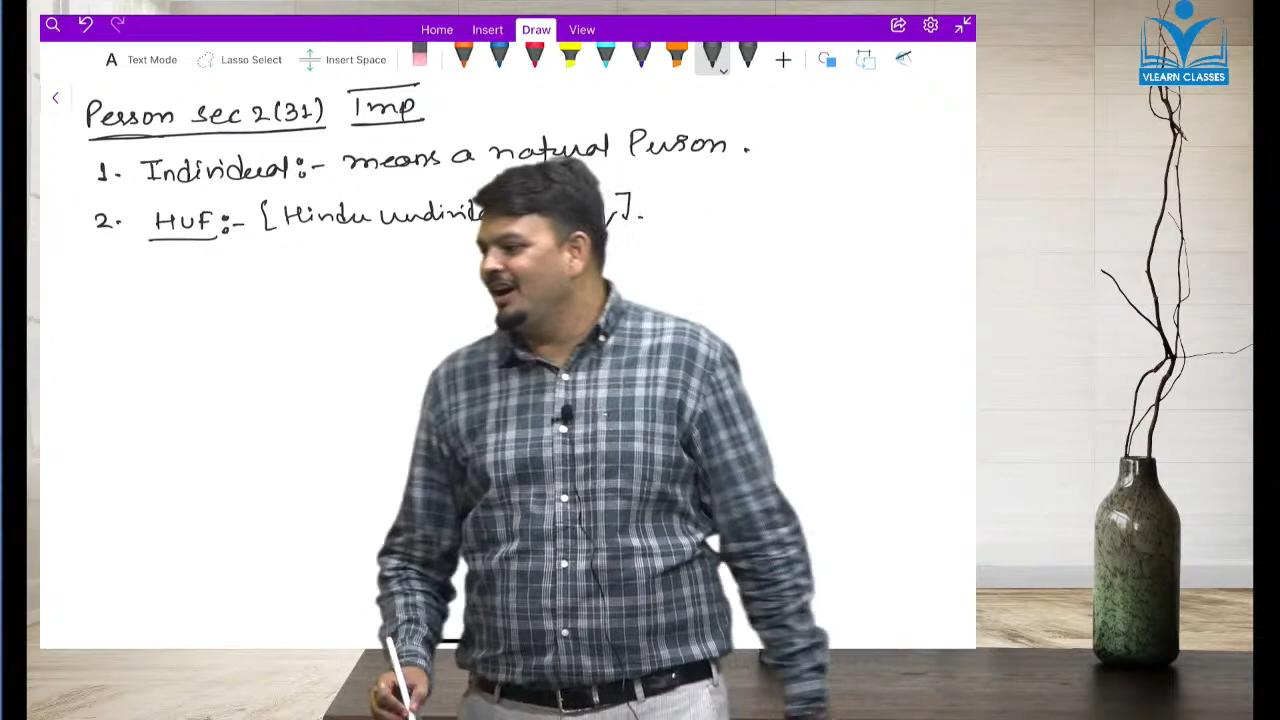 Home Insert Draw View
VLEARN CLASSES
Text Mode Lasso Select Insert Space
Person sec 2(31) Imp
1. Individual:- means a natural Person.
2. HUF:- [Hindu undivid y].